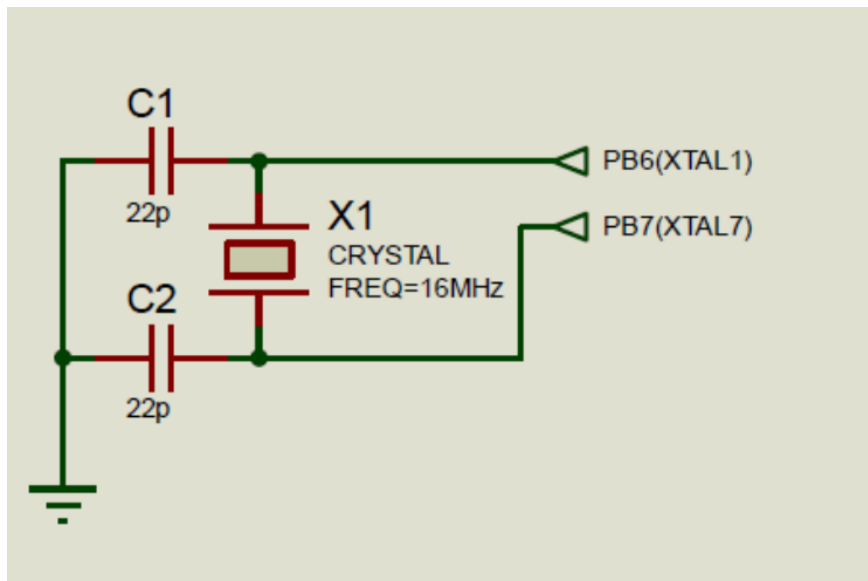 C1
22p
PB6(XTAL1)
PB7(XTAL7)
X1
CRYSTAL
FREQ=16MHz
C2
22p